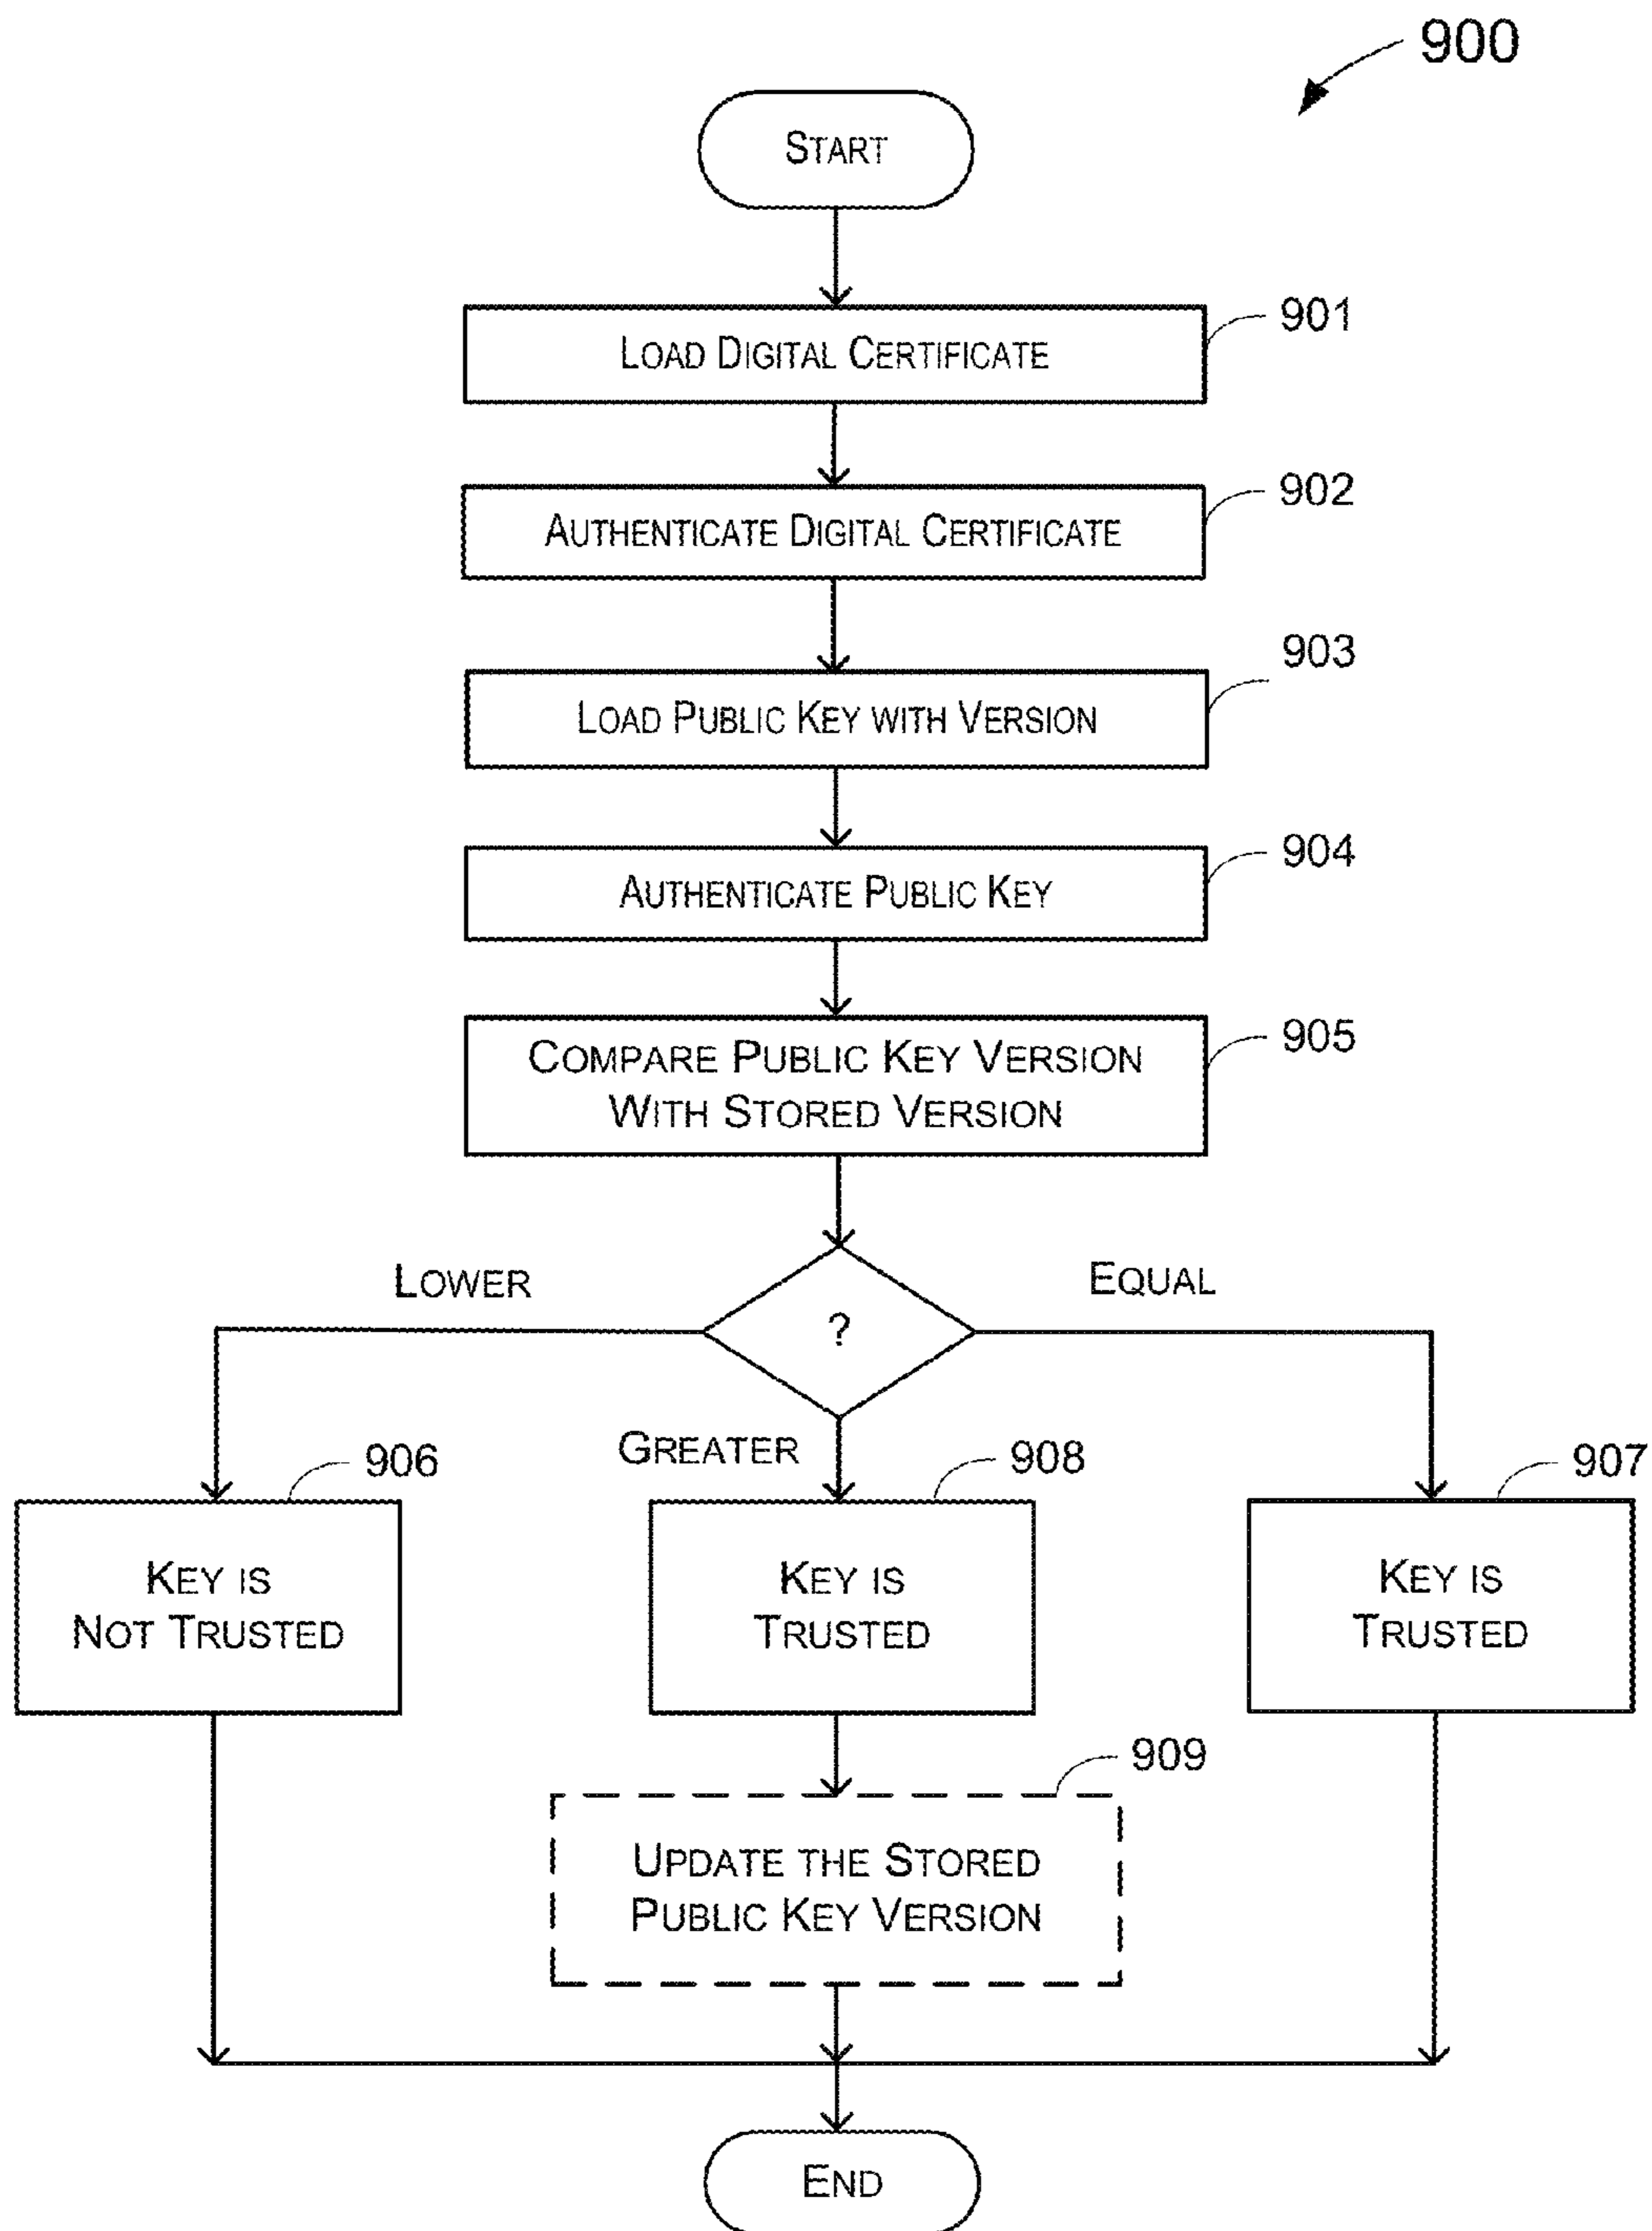 900
START
901
LOAD DIGITAL CERTIFICATE
902
AUTHENTICATE DIGITAL CERTIFICATE
903
LOAD PUBLIC KEY WITH VERSION
904
AUTHENTICATE PUBLIC KEY
905
COMPARE PUBLIC KEY VERSION
WITH STORED VERSION
LOWER
EQUAL
?
GREATER
906
908
907
KEY IS
NOT TRUSTED
KEY IS
TRUSTED
KEY IS
TRUSTED
909
UPDATE THE STORED
PUBLIC KEY VERSION
END